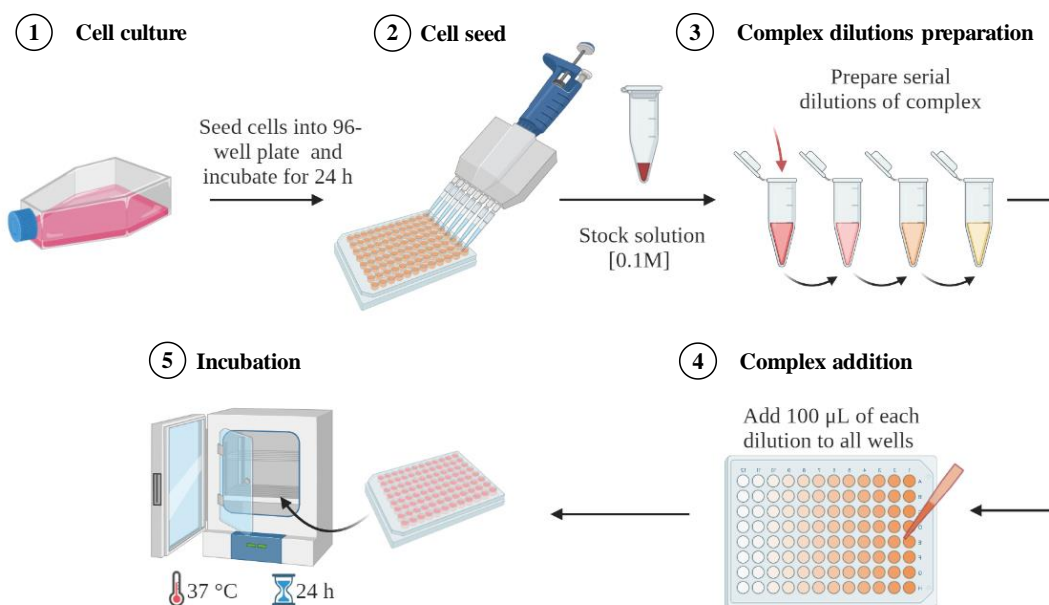 1 Cell culture
2 Cell seed
3 Complex dilutions preparation
Seed cells into 96-
well plate and
incubate for 24 h
Stock solution
[0.1M]
Prepare serial
dilutions of complex
5 Incubation
4 Complex addition
Add 100 μL of each
dilution to all wells
37 °C
24 h